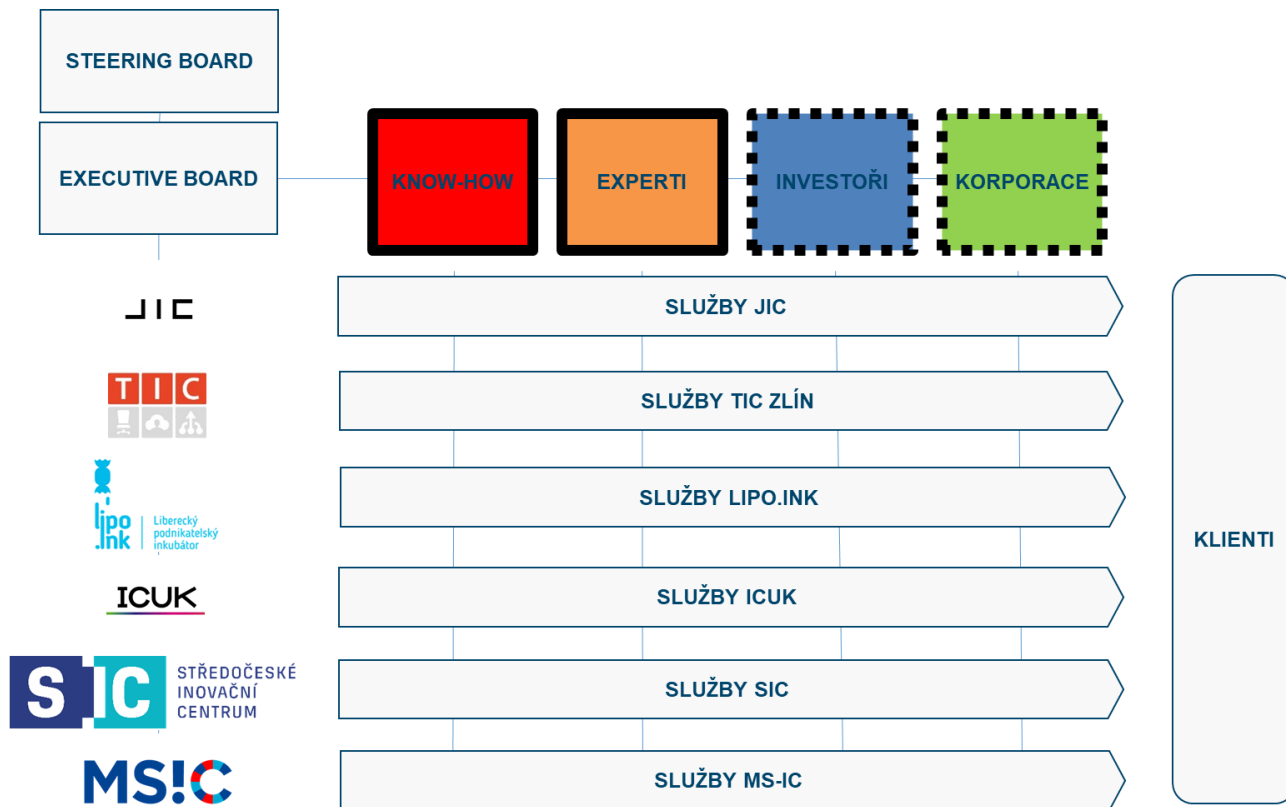 STEERING BOARD
EXECUTIVE BOARD
KNOW-HOW
EXPERTI
INVESTOŘI
KORPORACE
JIC
SLUŽBY JIC
TIC
SLUŽBY TIC ZLÍN
lipo
.ink
Liberecký
podnikatelský
inkubátor
SLUŽBY LIPO.INK
KLIENTI
ICUK
SLUŽBY ICUK
SIC
STŘEDOČESKÉ
INOVAČNÍ
CENTRUM
SLUŽBY SIC
MS!C
SLUŽBY MS-IC